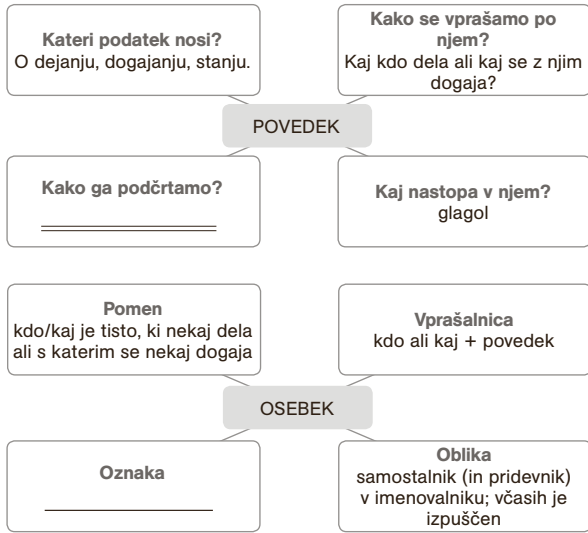 Kateri podatek nosi?
O dejanju, dogajanju, stanju.
Kako se vprašamo po
njem?
Kaj kdo dela ali kaj se z njim
dogaja?
POVEDEK
Kako ga podčrtamo?
Kaj nastopa v njem?
glagol
Pomen
kdo/kaj je tisto, ki nekaj dela
ali s katerim se nekaj dogaja
Vprašalnica
kdo ali kaj + povedek
OSEBEK
Oznaka
Oblika
samostalnik (in pridevnik)
v imenovalniku; včasih je
izpuščen